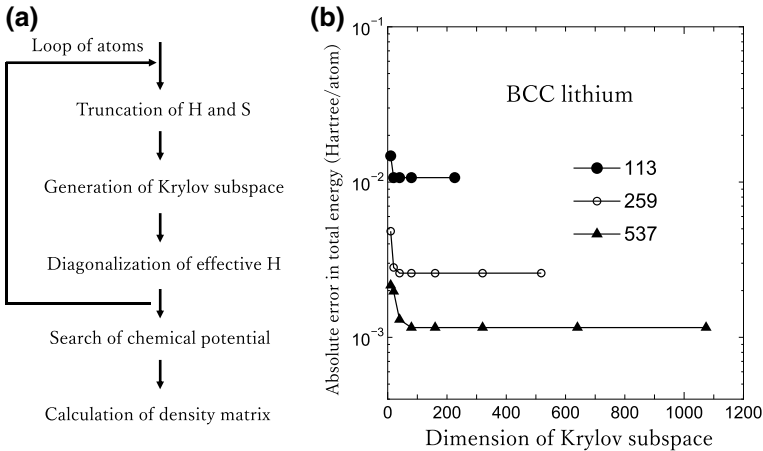 (a)
Loop of atoms
Truncation of H and S
Generation of Krylov subspace
Diagonalization of effective H
Search of chemical potential
Calculation of density matrix
(b)
Absolute error in total energy (Hartree/atom)
10⁻¹
10⁻²
10⁻³
BCC lithium
113
259
537
0 200 400 600 800 1000 1200
Dimension of Krylov subspace